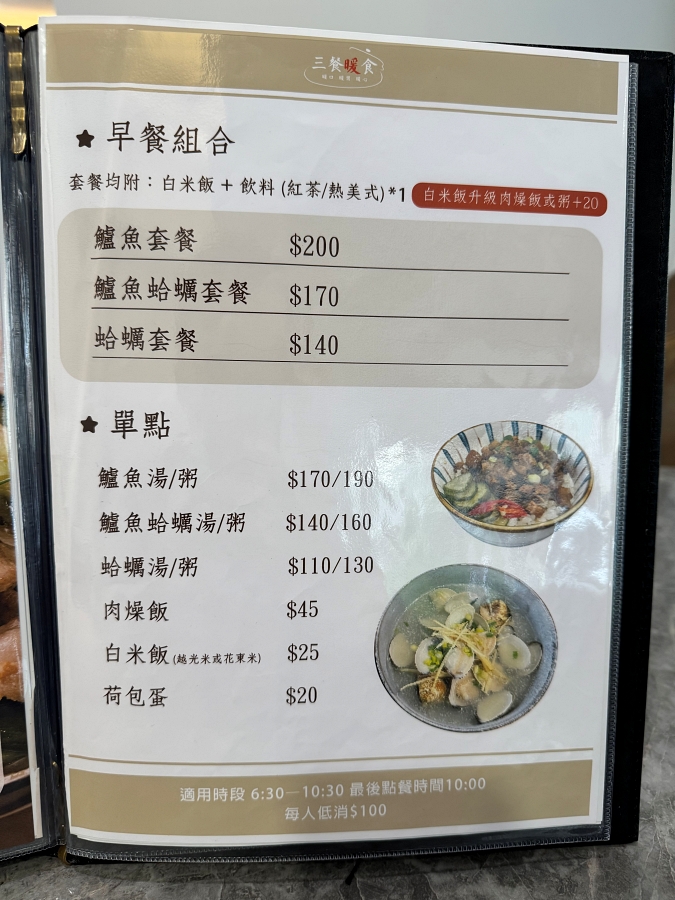 三餐暖食
★ 早餐組合
套餐均附：白米飯 + 飲料 (紅茶/熱美式)*1 白米飯升級肉燥飯或粥+20
鱸魚套餐 $200
鱸魚蛤蠣套餐 $170
蛤蠣套餐 $140
★ 單點
鱸魚湯/粥 $170/190
鱸魚蛤蠣湯/粥 $140/160
蛤蠣湯/粥 $110/130
肉燥飯 $45
白米飯(越光米或花東米) $25
荷包蛋 $20
適用時段 6:30—10:30 最後點餐時間10:00
每人低消$100